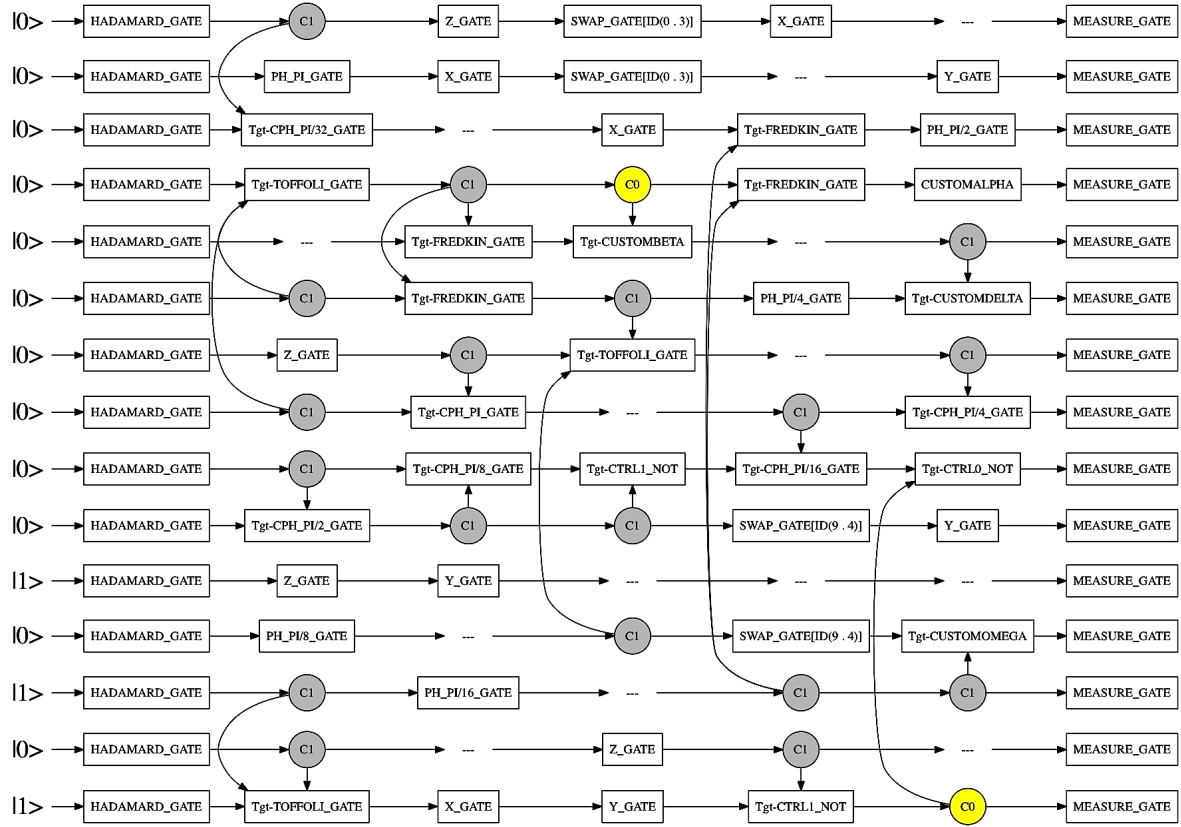 |0> HADAMARD_GATE C1 Z_GATE SWAP_GATE[ID(0 . 3)] X_GATE --- MEASURE_GATE
|0> HADAMARD_GATE PH_PI_GATE X_GATE SWAP_GATE[ID(0 . 3)] --- Y_GATE MEASURE_GATE
|0> HADAMARD_GATE Tgt-CPH_PI/32_GATE --- X_GATE Tgt-FREDKIN_GATE PH_PI/2_GATE MEASURE_GATE
|0> HADAMARD_GATE Tgt-TOFFOLI_GATE C1 C0 Tgt-FREDKIN_GATE CUSTOMALPHA MEASURE_GATE
|0> HADAMARD_GATE --- Tgt-FREDKIN_GATE Tgt-CUSTOMBETA --- C1 MEASURE_GATE
|0> HADAMARD_GATE C1 Tgt-FREDKIN_GATE C1 PH_PI/4_GATE Tgt-CUSTOMDELTA MEASURE_GATE
|0> HADAMARD_GATE Z_GATE C1 Tgt-TOFFOLI_GATE --- C1 MEASURE_GATE
|0> HADAMARD_GATE C1 Tgt-CPH_PI_GATE --- C1 Tgt-CPH_PI/4_GATE MEASURE_GATE
|0> HADAMARD_GATE C1 Tgt-CPH_PI/8_GATE Tgt-CTRL1_NOT Tgt-CPH_PI/16_GATE Tgt-CTRL0_NOT MEASURE_GATE
|0> HADAMARD_GATE Tgt-CPH_PI/2_GATE C1 C1 SWAP_GATE[ID(9 . 4)] Y_GATE MEASURE_GATE
|1> HADAMARD_GATE Z_GATE Y_GATE --- --- --- MEASURE_GATE
|0> HADAMARD_GATE PH_PI/8_GATE --- C1 SWAP_GATE[ID(9 . 4)] Tgt-CUSTOMOMEGA MEASURE_GATE
|1> HADAMARD_GATE C1 PH_PI/16_GATE --- C1 C1 MEASURE_GATE
|0> HADAMARD_GATE C1 --- Z_GATE C1 --- MEASURE_GATE
|1> HADAMARD_GATE Tgt-TOFFOLI_GATE X_GATE Y_GATE Tgt-CTRL1_NOT C0 MEASURE_GATE